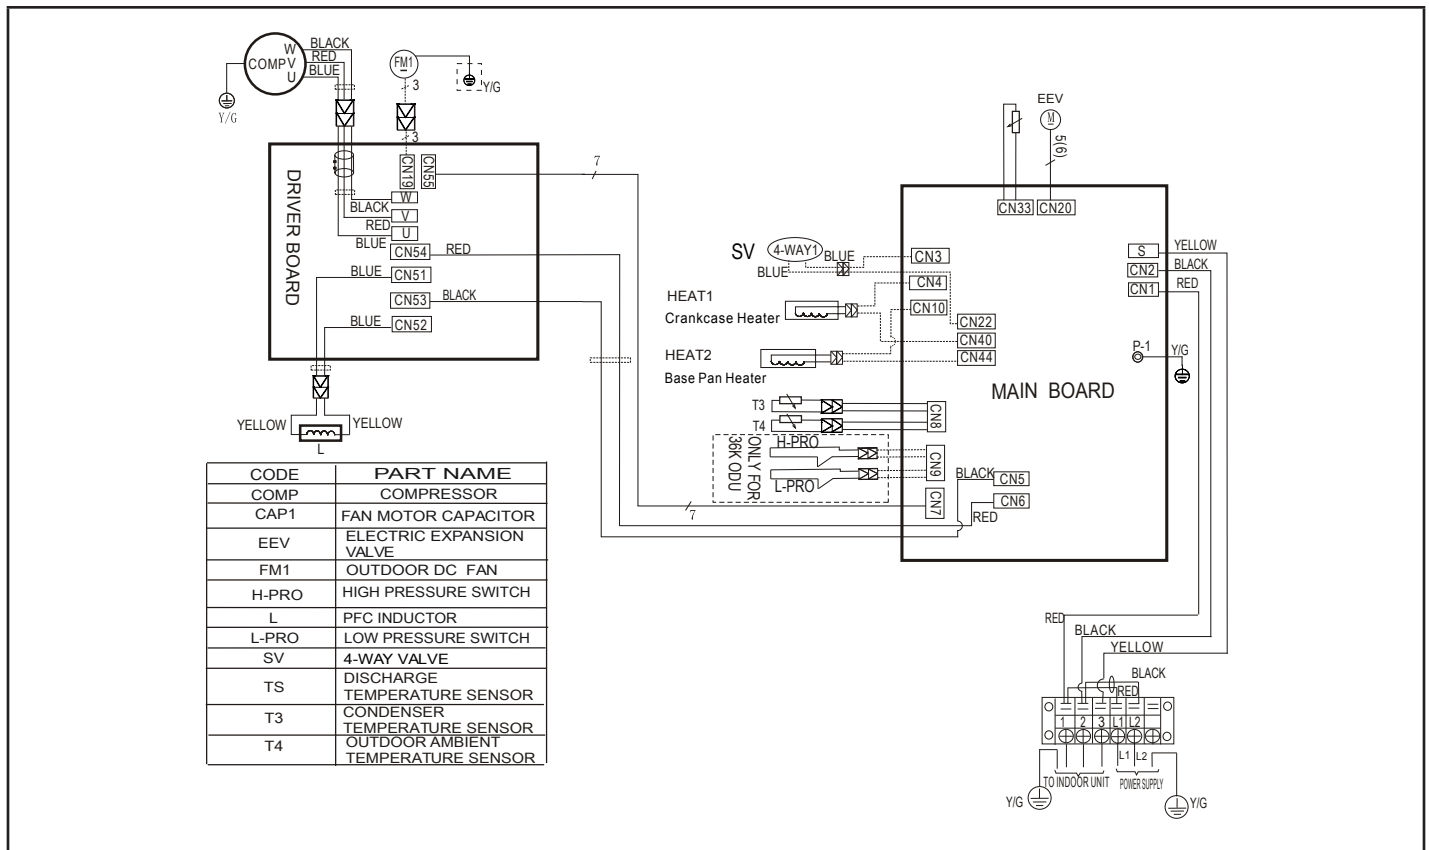 BLACK
RED
BLUE
W
COMP V
U
Y/G
FM1
Y/G
3
3
DRIVER BOARD
CN19
CN55
7
W
BLACK
V
RED
U
BLUE
CN54
RED
BLUE
CN51
CN53
BLACK
BLUE
CN52
YELLOW
YELLOW
L
EEV
M
5(6)
CN33
CN20
SV
4-WAY1
BLUE
BLUE
CN3
CN4
CN10
CN22
CN40
CN44
HEAT1
Crankcase Heater
HEAT2
Base Pan Heater
S
YELLOW
CN2
BLACK
CN1
RED
P-1
Y/G
MAIN BOARD
T3
T4
CN8
ONLY FOR
36K ODU
H-PRO
L-PRO
CN9
CN7
BLACK
CN5
CN6
RED
7
CODE PART NAME
COMP COMPRESSOR
CAP1 FAN MOTOR CAPACITOR
EEV ELECTRIC EXPANSION
VALVE
FM1 OUTDOOR DC FAN
H-PRO HIGH PRESSURE SWITCH
L PFC INDUCTOR
L-PRO LOW PRESSURE SWITCH
SV 4-WAY VALVE
TS DISCHARGE
TEMPERATURE SENSOR
T3 CONDENSER
TEMPERATURE SENSOR
T4 OUTDOOR AMBIENT
TEMPERATURE SENSOR
RED
BLACK
YELLOW
BLACK
RED
1 2 3 L1 L2
L1 L2
TO INDOOR UNIT
POWER SUPPLY
Y/G
Y/G